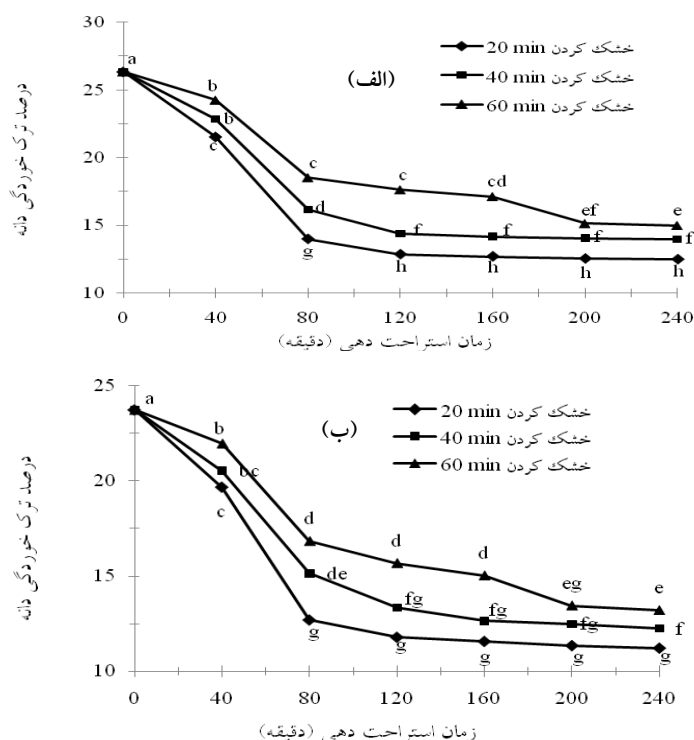 درصد ترک خوردگی دانه
(الف)
20 min خشک کردن
40 min خشک کردن
60 min خشک کردن
30
25
20
15
10
a
b
b
c
c
c
cd
ef
e
d
f
f
f
f
g
h
h
h
h
0 40 80 120 160 200 240
زمان استراحت دهی (دقیقه)
درصد ترک خوردگی دانه
(ب)
20 min خشک کردن
40 min خشک کردن
60 min خشک کردن
25
20
15
10
a
b
bc
c
d
d
d
eg
e
de
fg
fg
fg
f
g
g
g
g
g
0 40 80 120 160 200 240
زمان استراحت دهی (دقیقه)